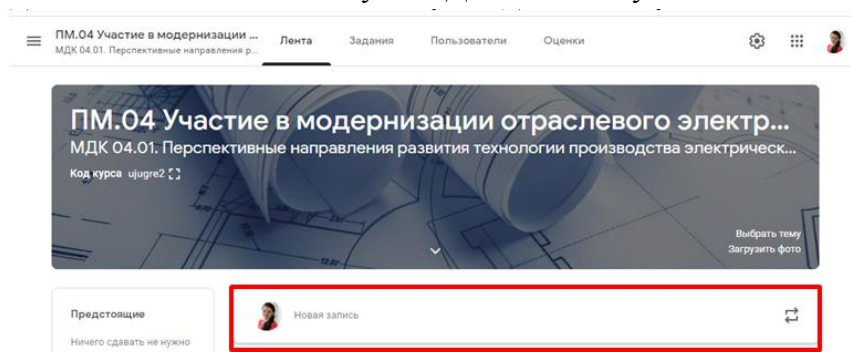 ПМ.04 Участие в модернизации ...
МДК 04.01. Перспективные направления р...
Лента
Задания
Пользователи
Оценки
ПМ.04 Участие в модернизации отраслевого электр...
МДК 04.01. Перспективные направления развития технологии производства электрическ...
Код курса ujugre2
Выбрать тему
Загрузить фото
Предстоящие
Ничего сдавать не нужно
Новая запись